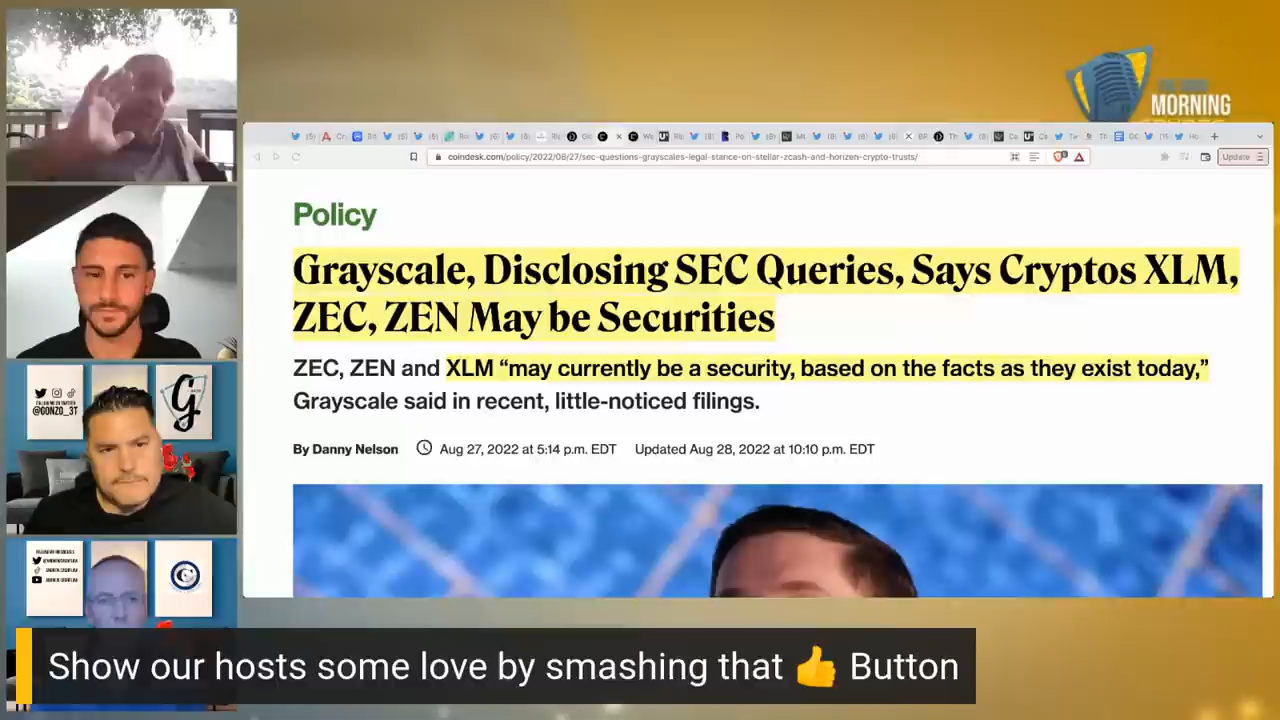 MORNING
coindesk.com/policy/2022/08/27/sec-questions-grayscales-legal-stance-on-stellar-zcash-and-horizen-crypto-trusts/
Update
Policy
Grayscale, Disclosing SEC Queries, Says Cryptos XLM,
ZEC, ZEN May be Securities
ZEC, ZEN and XLM “may currently be a security, based on the facts as they exist today,”
Grayscale said in recent, little-noticed filings.
By Danny Nelson Aug 27, 2022 at 5:14 p.m. EDT Updated Aug 28, 2022 at 10:10 p.m. EDT
@GONZO_3T
G
Show our hosts some love by smashing that 👍 Button